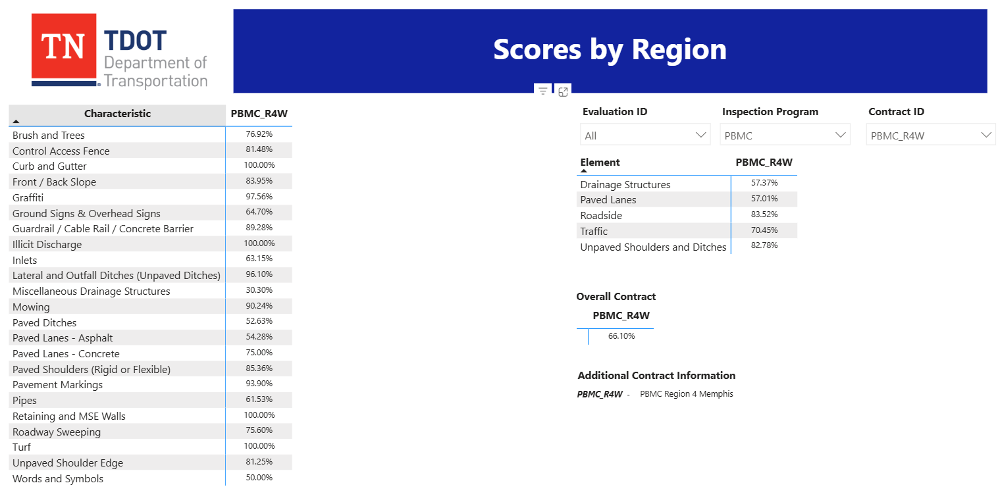 TN
TDOT
Department of
Transportation
Scores by Region
Characteristic PBMC_R4W
Brush and Trees 76.92%
Control Access Fence 81.48%
Curb and Gutter 100.00%
Front / Back Slope 83.95%
Graffiti 97.56%
Ground Signs & Overhead Signs 64.70%
Guardrail / Cable Rail / Concrete Barrier 89.28%
Illicit Discharge 100.00%
Inlets 63.15%
Lateral and Outfall Ditches (Unpaved Ditches) 96.10%
Miscellaneous Drainage Structures 30.30%
Mowing 90.24%
Paved Ditches 52.63%
Paved Lanes - Asphalt 54.28%
Paved Lanes - Concrete 75.00%
Paved Shoulders (Rigid or Flexible) 85.36%
Pavement Markings 93.90%
Pipes 61.53%
Retaining and MSE Walls 100.00%
Roadway Sweeping 75.60%
Turf 100.00%
Unpaved Shoulder Edge 81.25%
Words and Symbols 50.00%
Evaluation ID Inspection Program Contract ID
All PBMC PBMC_R4W
Element PBMC_R4W
Drainage Structures 57.37%
Paved Lanes 57.01%
Roadside 83.52%
Traffic 70.45%
Unpaved Shoulders and Ditches 82.78%
Overall Contract
PBMC_R4W
66.10%
Additional Contract Information
PBMC_R4W - PBMC Region 4 Memphis